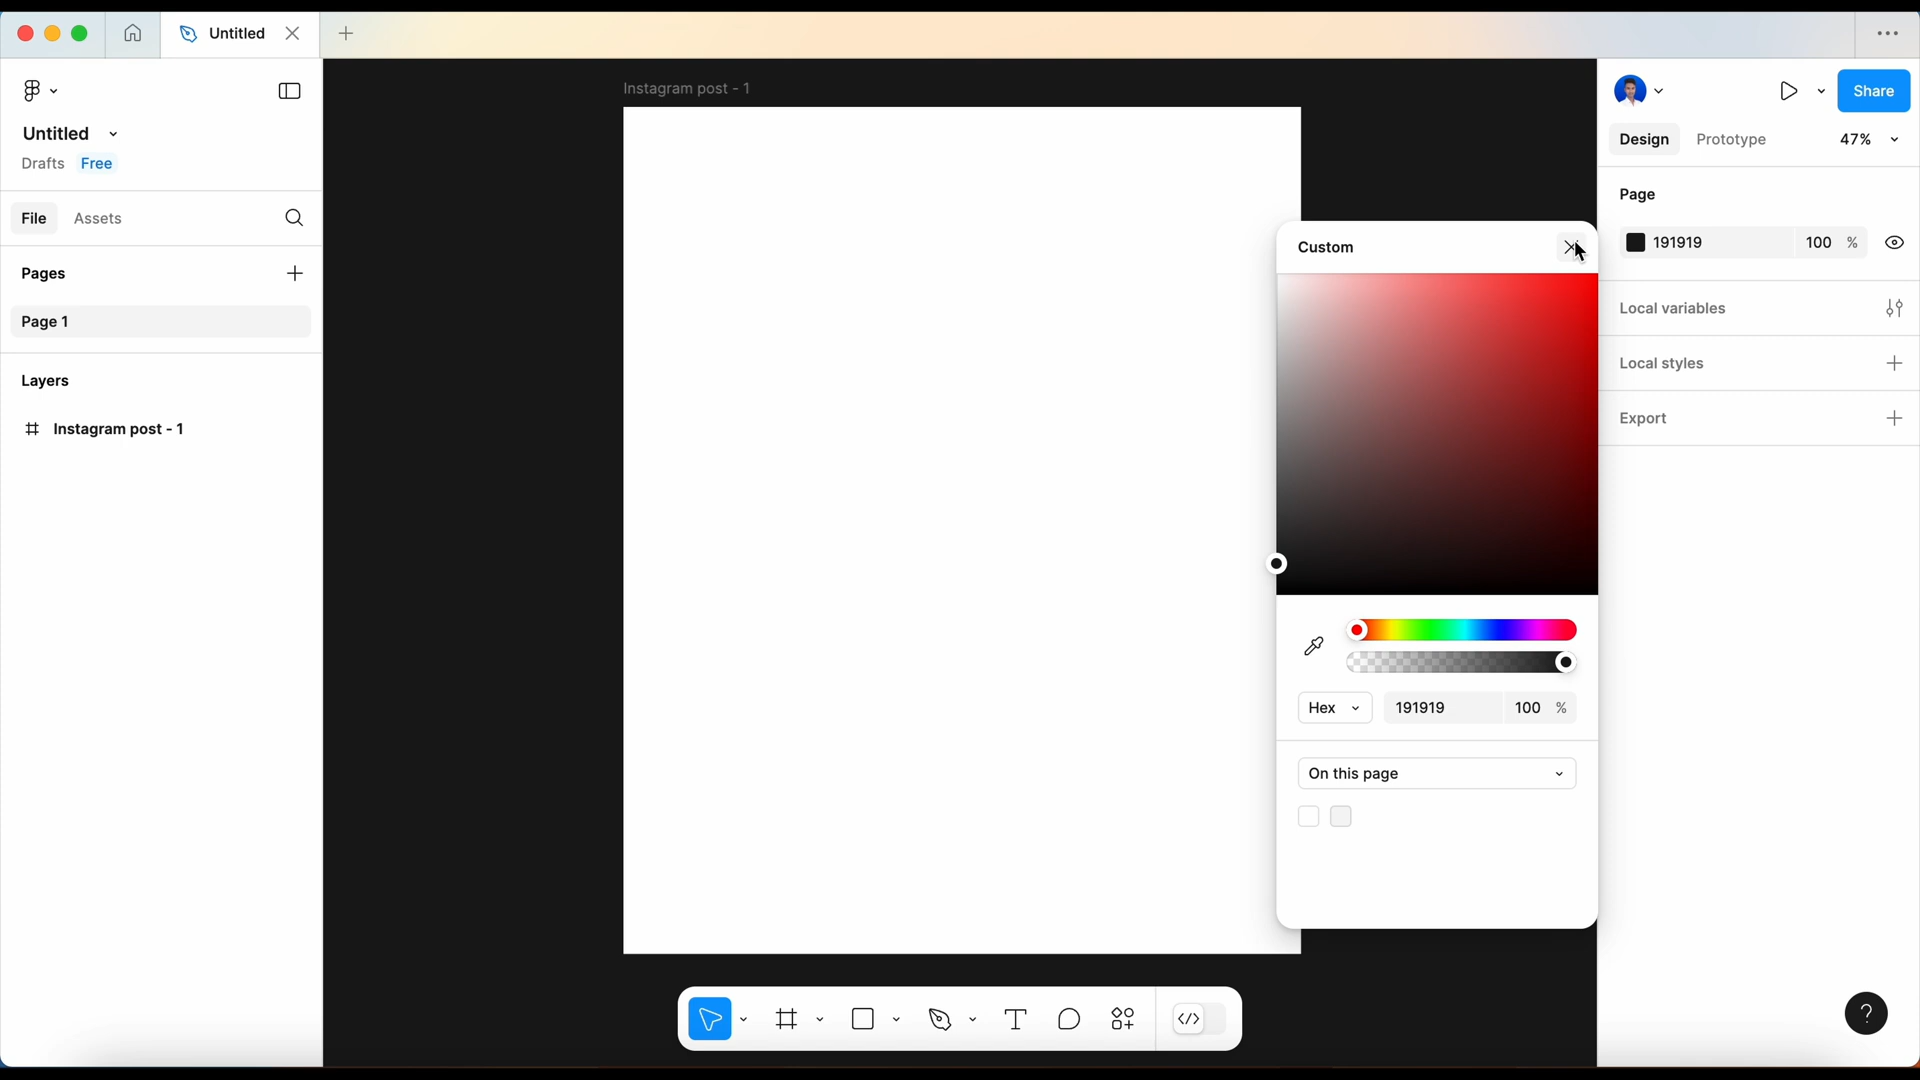 Untitled
Untitled
Drafts Free
File Assets
Pages
Page 1
Layers
Instagram post - 1
Instagram post - 1
Custom
Hex 191919 100 %
On this page
Share
Design Prototype 47%
Page
191919 100 %
Local variables
Local styles
Export
?